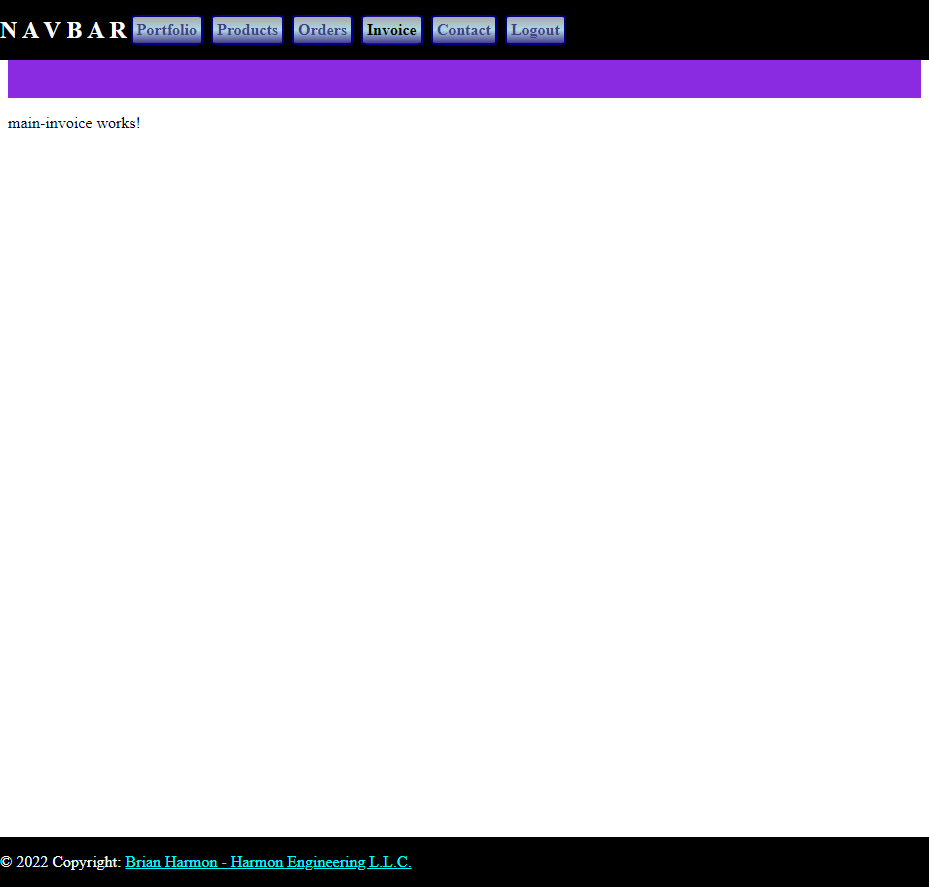 N A V B A R Portfolio Products Orders Invoice Contact Logout
main-invoice works!
© 2022 Copyright: Brian Harmon - Harmon Engineering L.L.C.